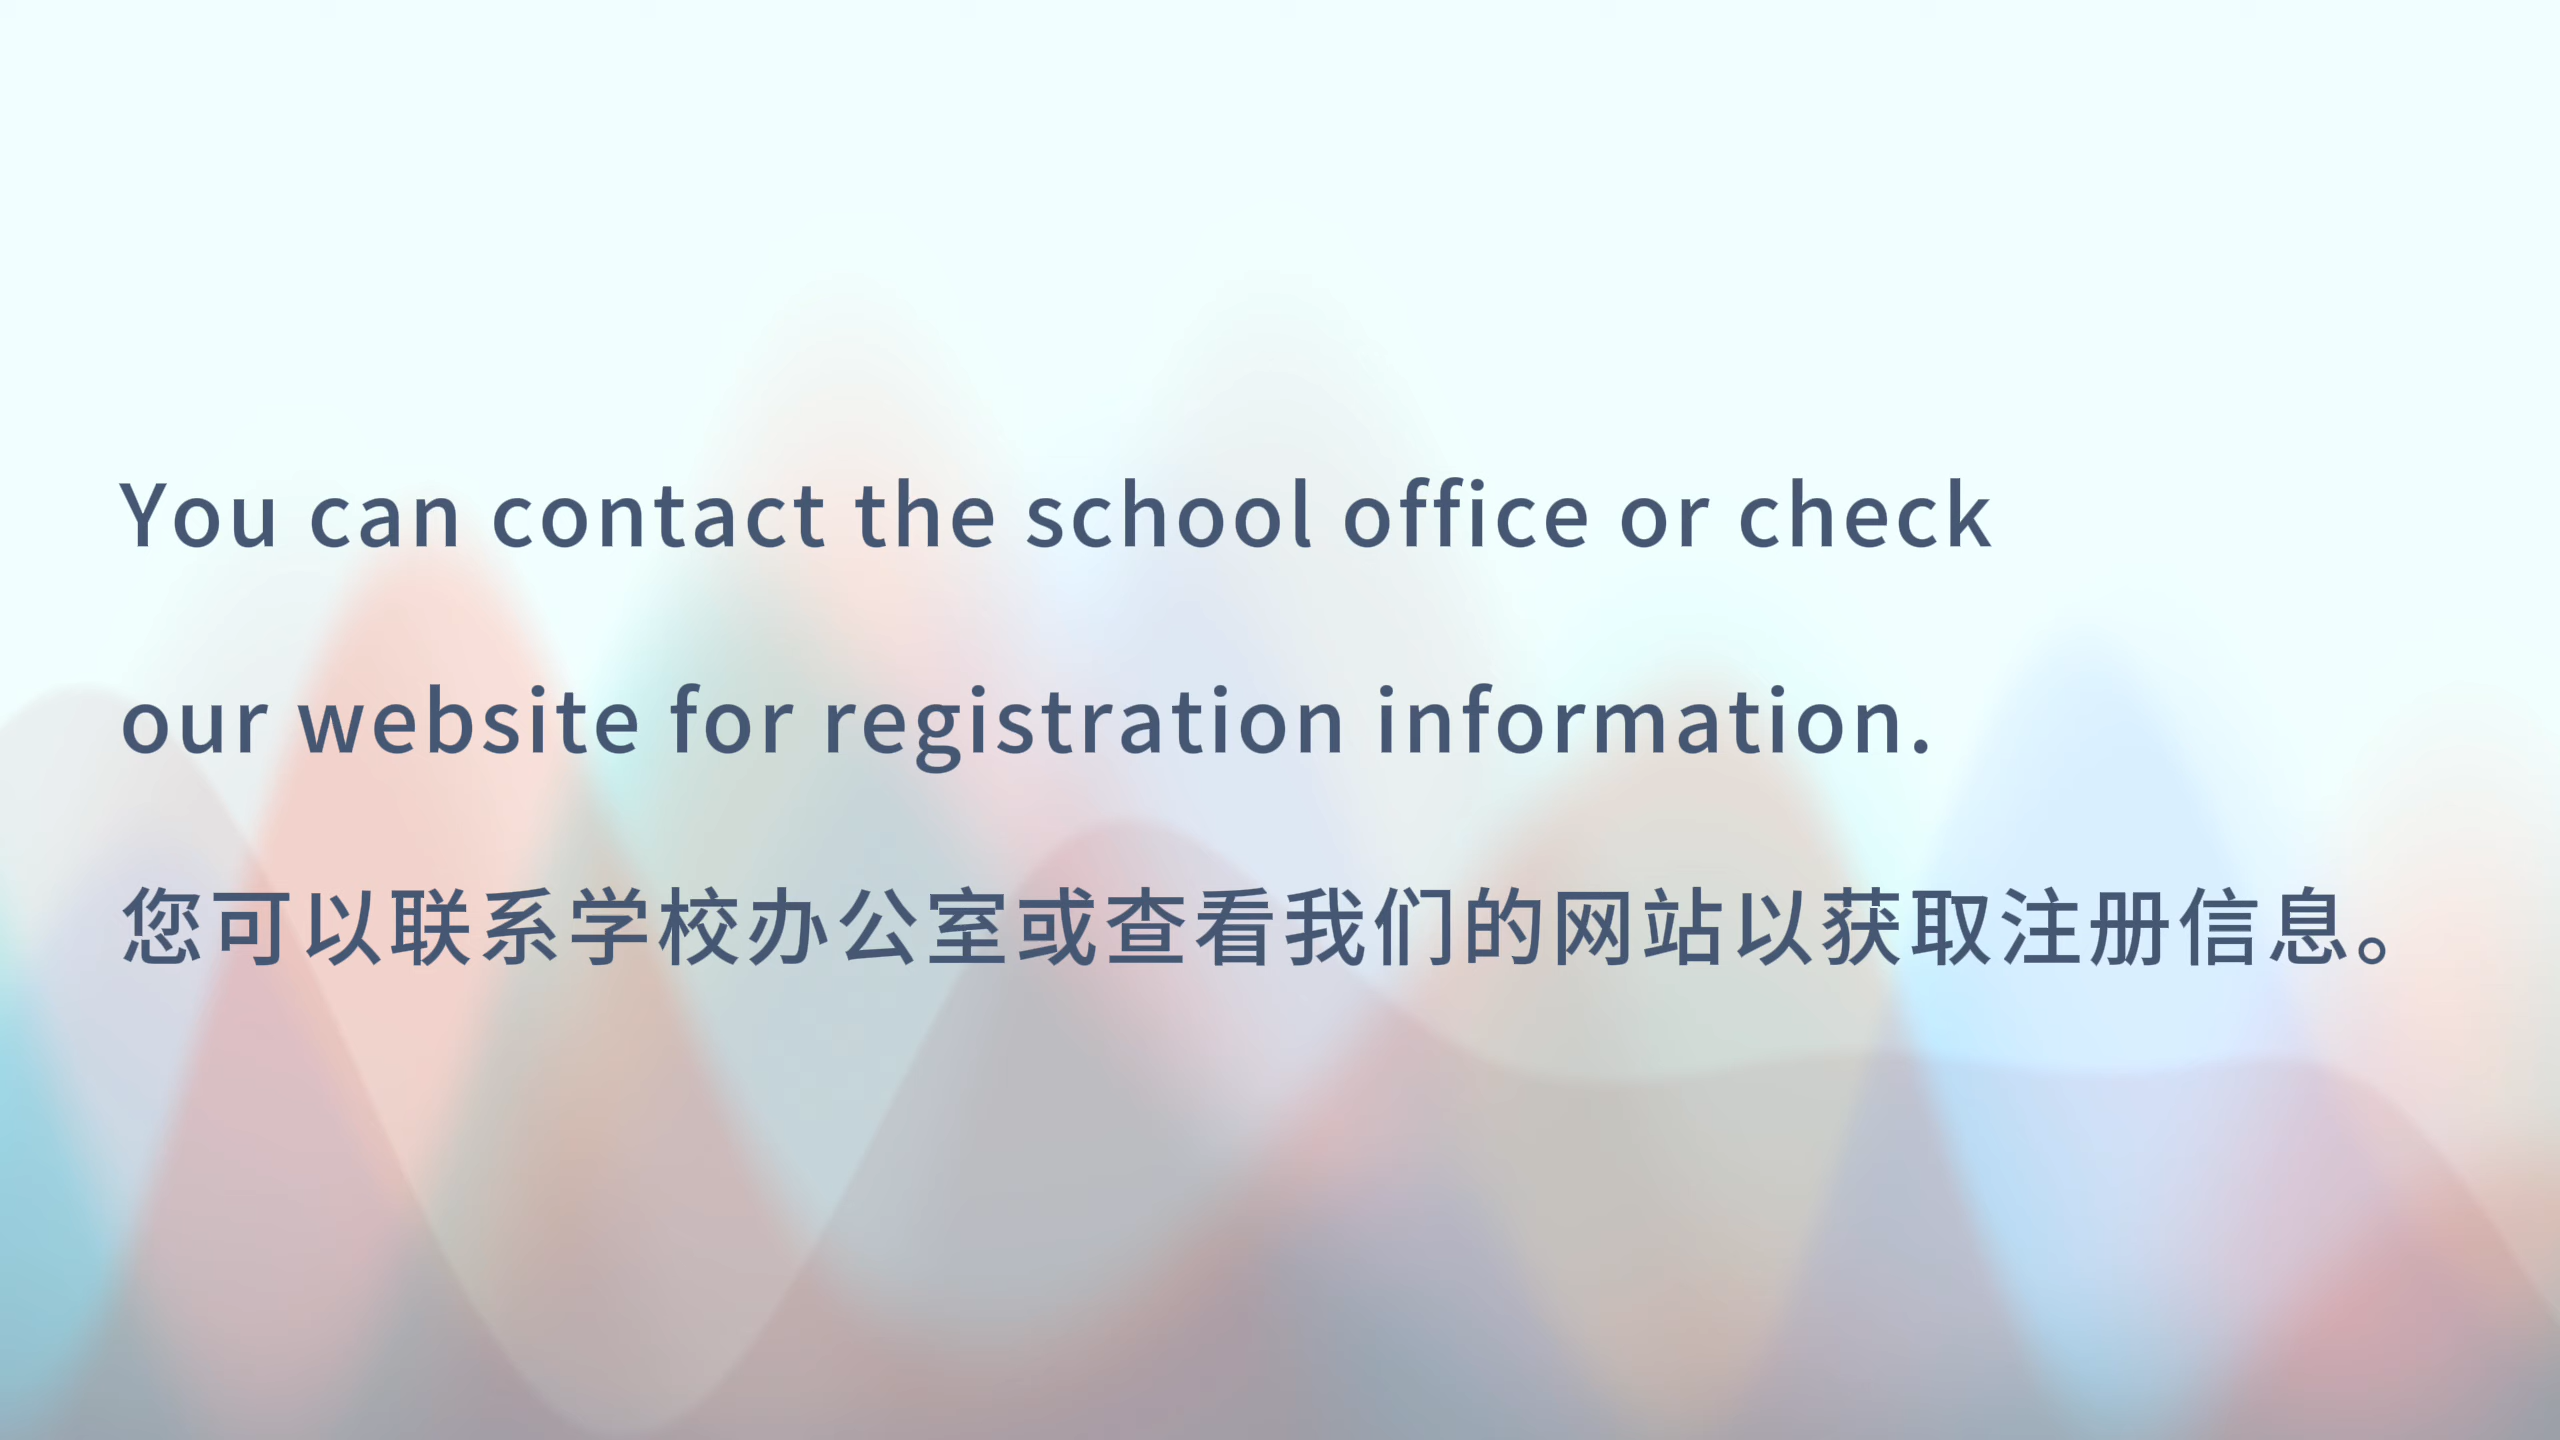 You can contact the school office or check
our website for registration information.
您可以联系学校办公室或查看我们的网站以获取注册信息。